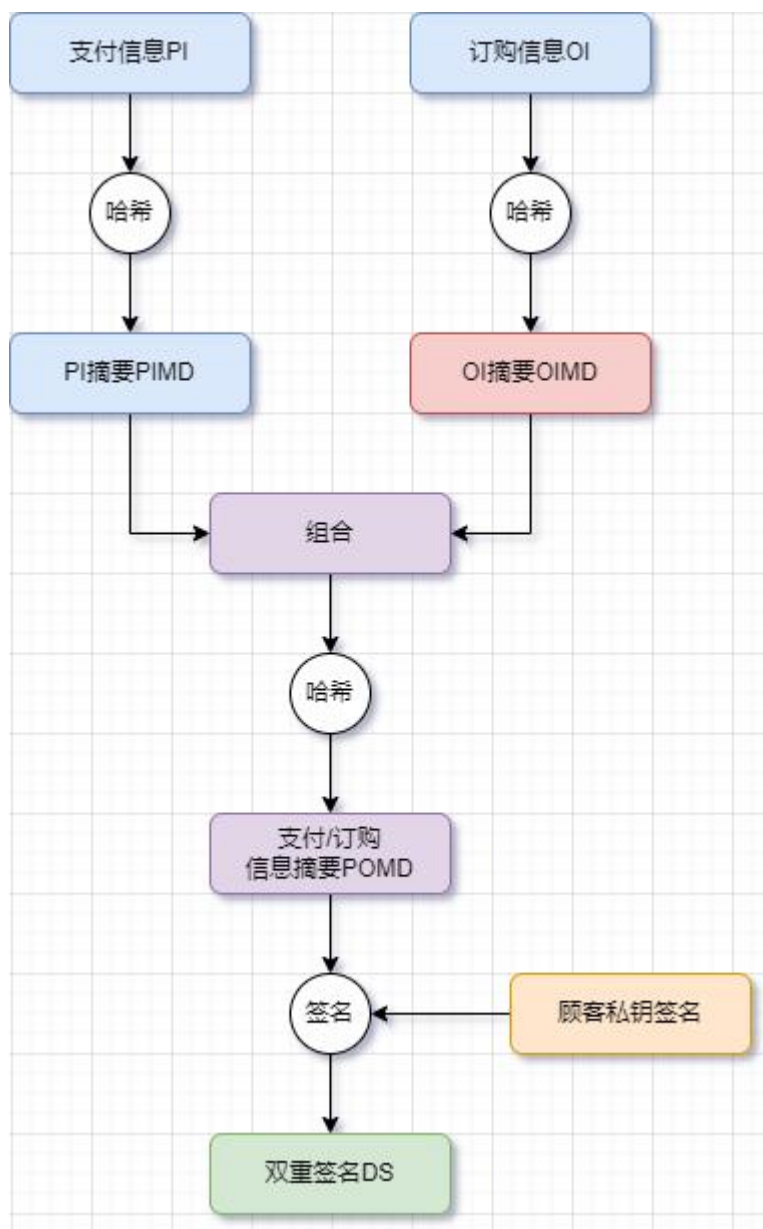 支付信息PI
订购信息OI
哈希
哈希
PI摘要PIMD
OI摘要OIMD
组合
哈希
支付/订购
信息摘要POMD
签名
顾客私钥签名
双重签名DS